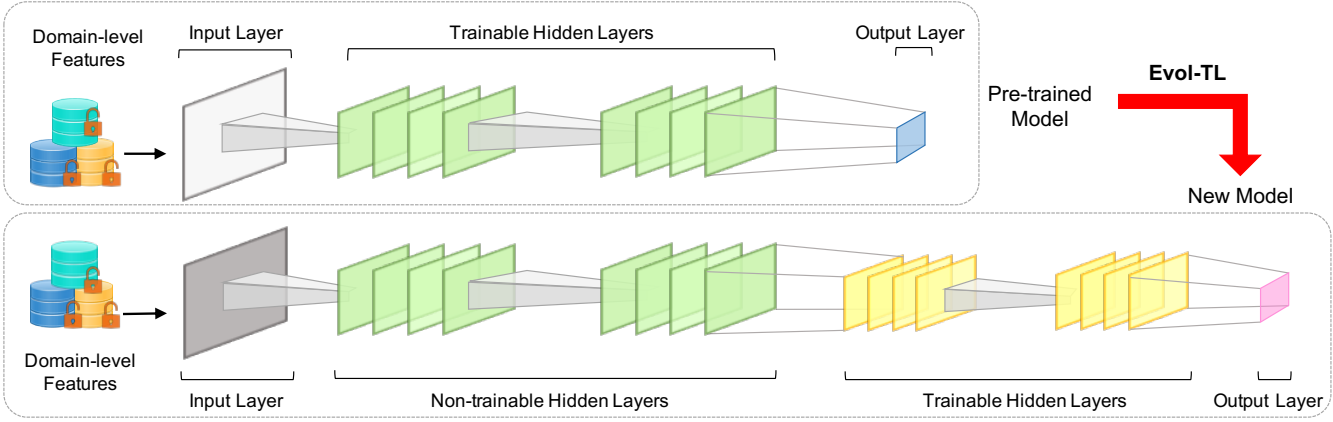 Domain-level
Features
Input Layer
Trainable Hidden Layers
Output Layer
Pre-trained
Model
Evol-TL
New Model
Domain-level
Features
Input Layer
Non-trainable Hidden Layers
Trainable Hidden Layers
Output Layer